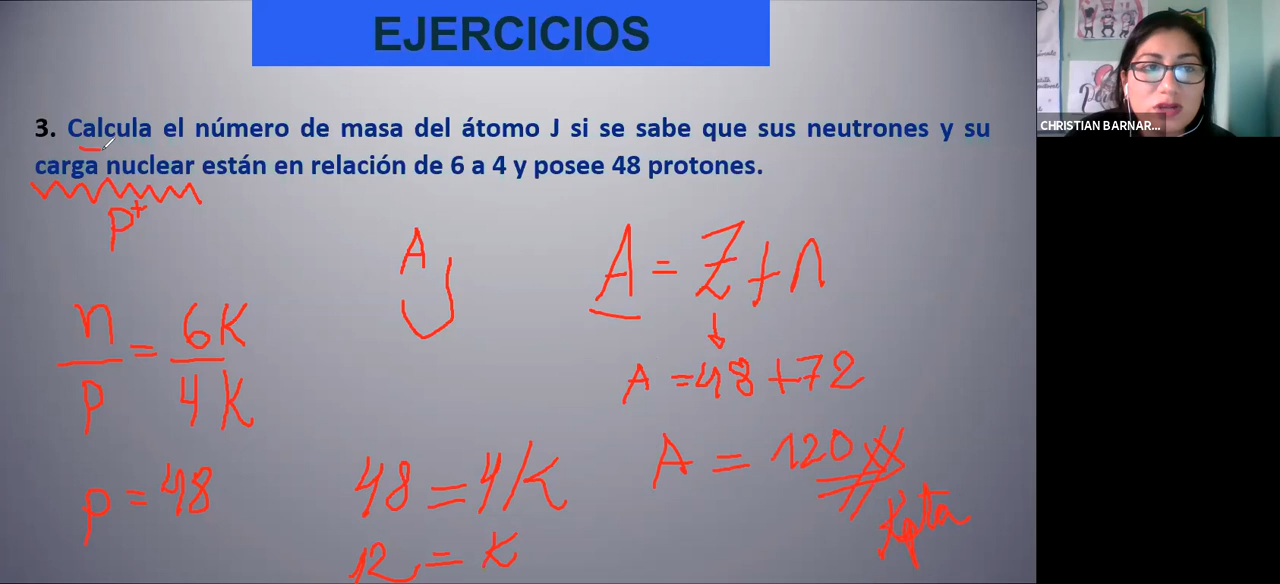 EJERCICIOS
3. Calcula el número de masa del átomo J si se sabe que sus neutrones y su
carga nuclear están en relación de 6 a 4 y posee 48 protones.
P+
n/p = 6K/4K
p = 48
A
J
48 = 4K
12 = K
A = Z + n
A = 48 + 72
A = 120
Rpta
CHRISTIAN BARNAR...